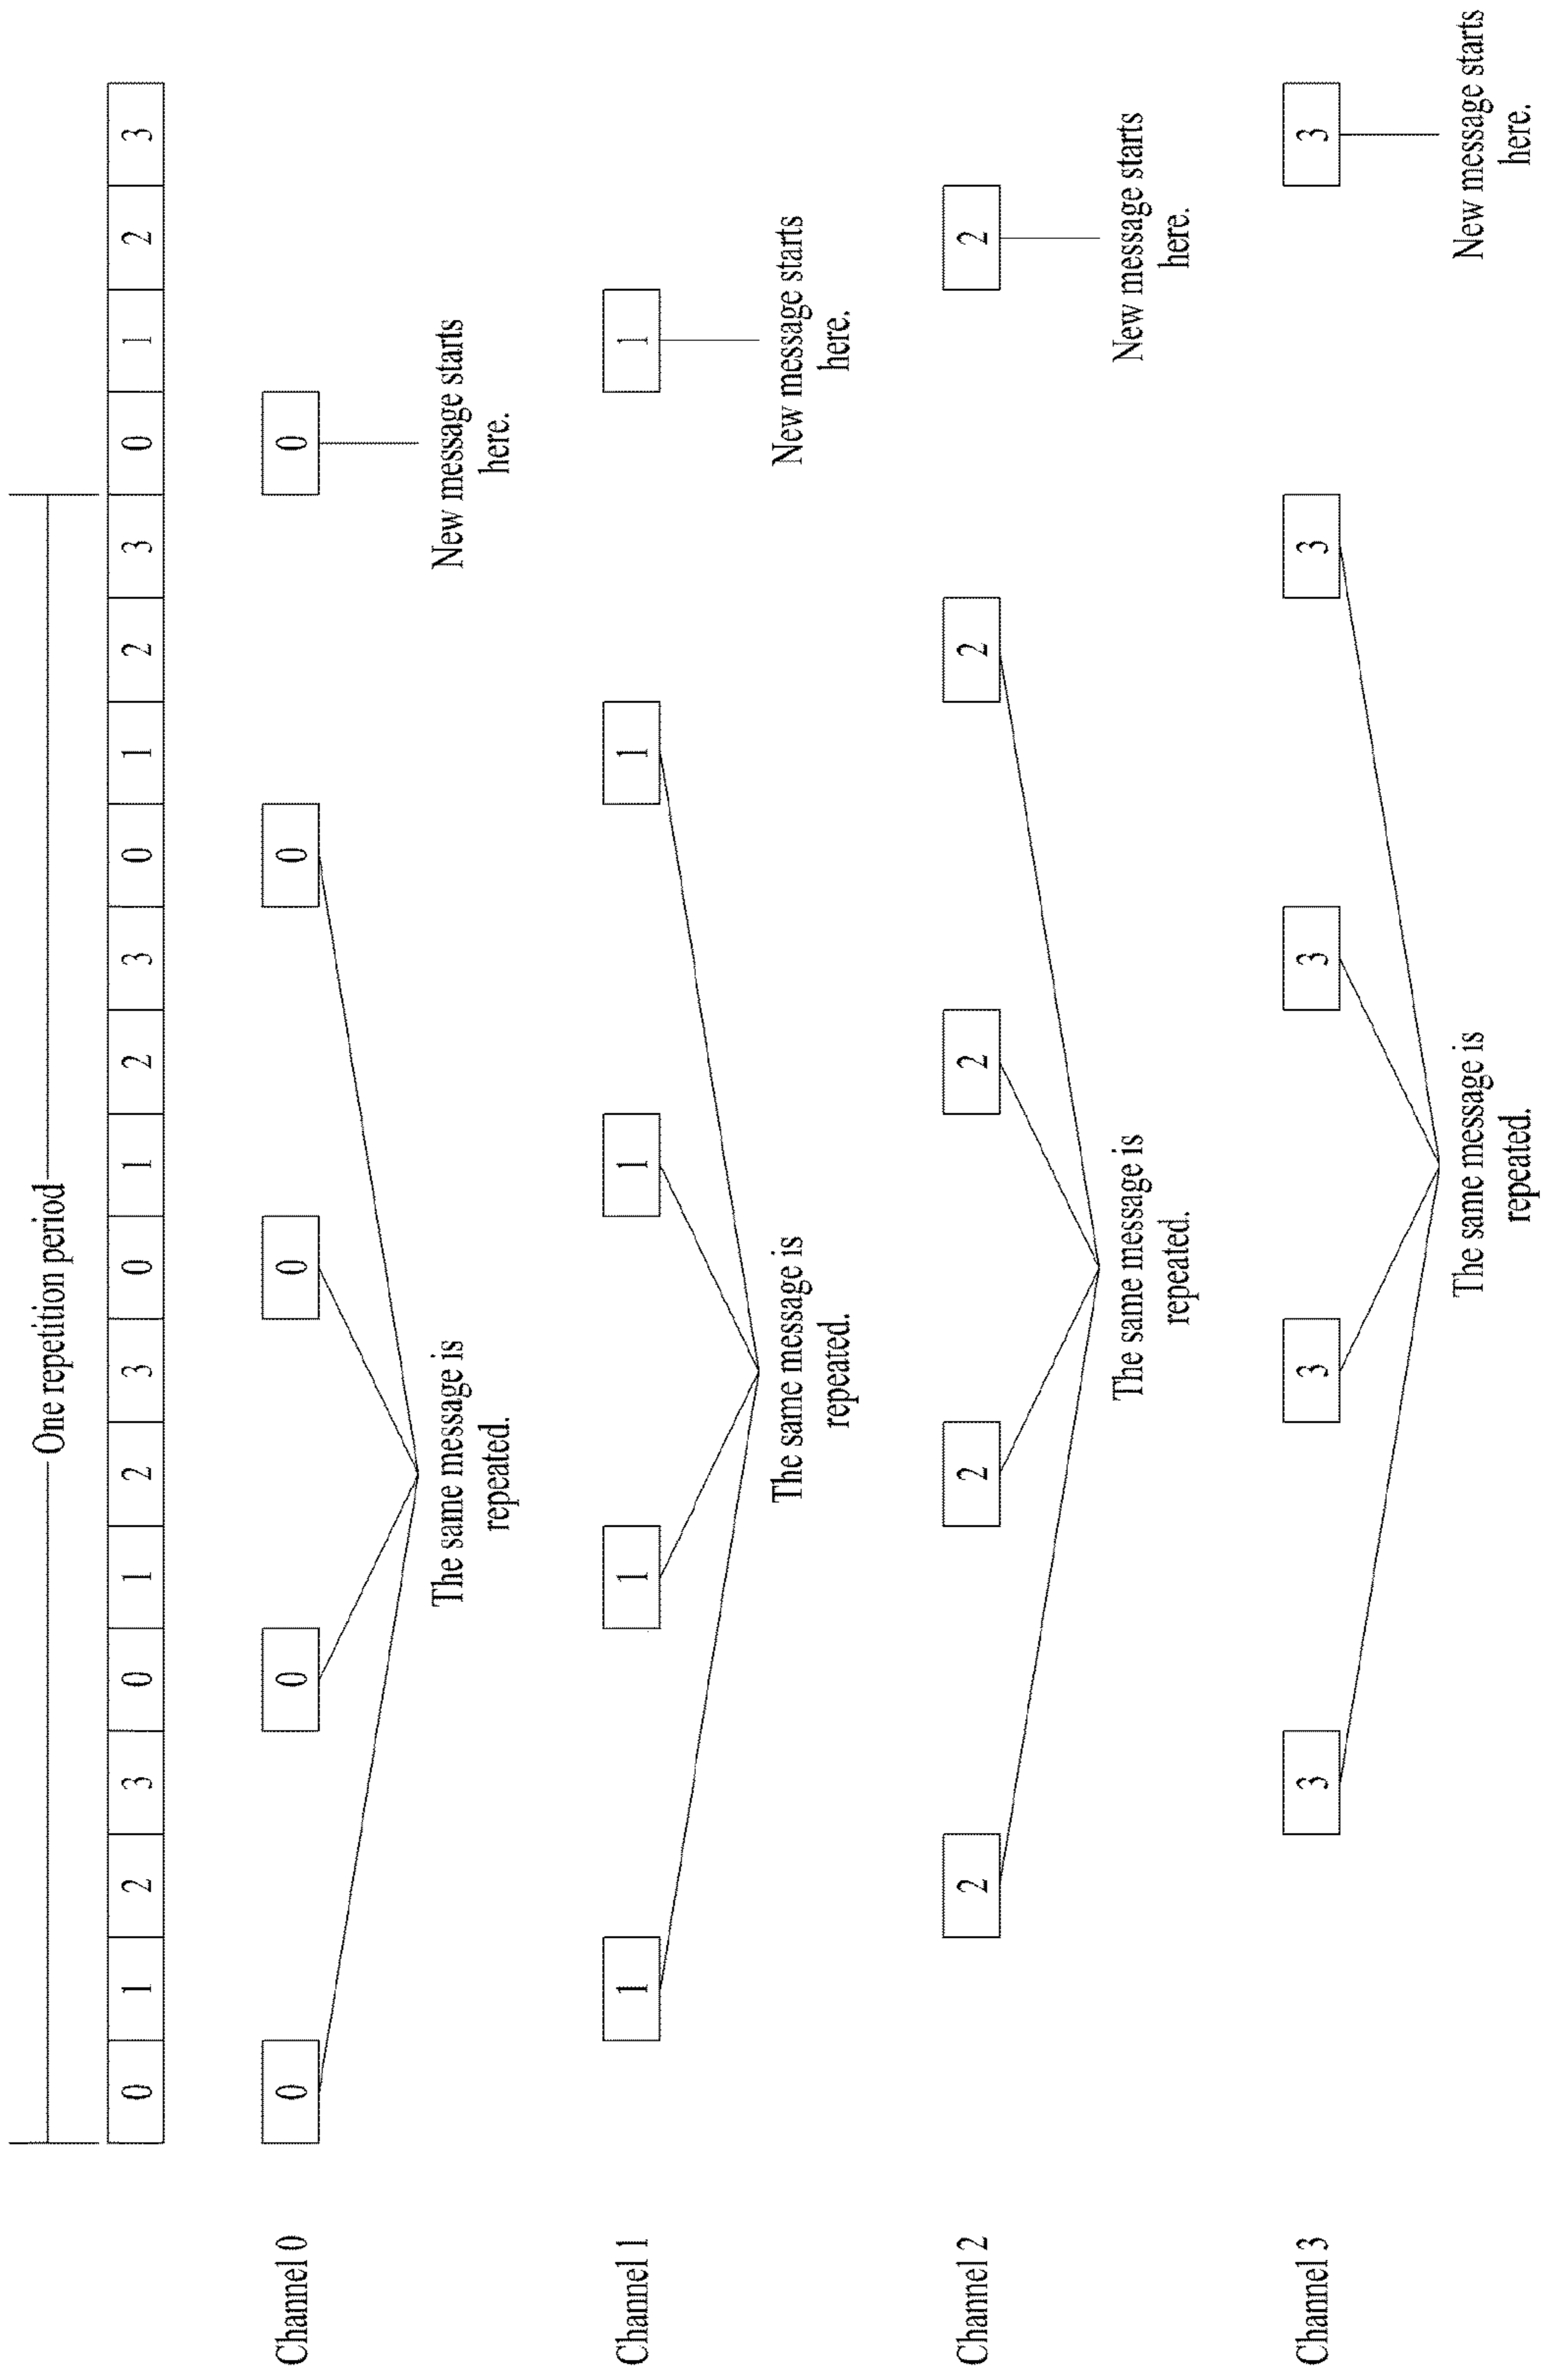 One repetition period
0 1 2 3 0 1 2 3 0 1 2 3 0 1 2 3 0 1 2 3
Channel 0
0 0 0 0 0
The same message is
repeated.
New message starts
here.
Channel 1
1 1 1 1 1
The same message is
repeated.
New message starts
here.
Channel 2
2 2 2 2 2
The same message is
repeated.
New message starts
here.
Channel 3
3 3 3 3 3
The same message is
repeated.
New message starts
here.